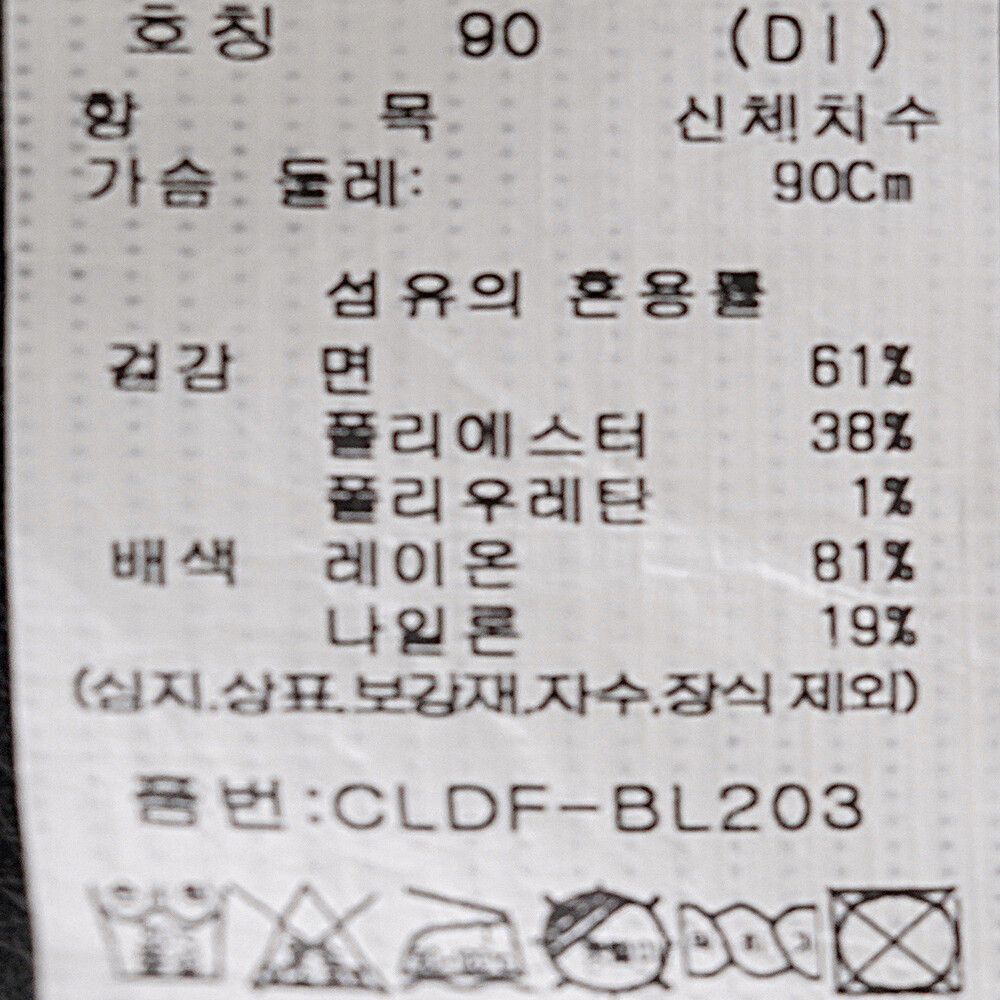 호칭 90 (DI)
항 목 신체치수
가슴 둘레: 90Cm
섬유의 혼용률
겉감 면 61%
폴리에스터 38%
폴리우레탄 1%
배색 레이온 81%
나일론 19%
(심지.상표.보강재.자수.장식 제외)
품번:CLDF-BL203